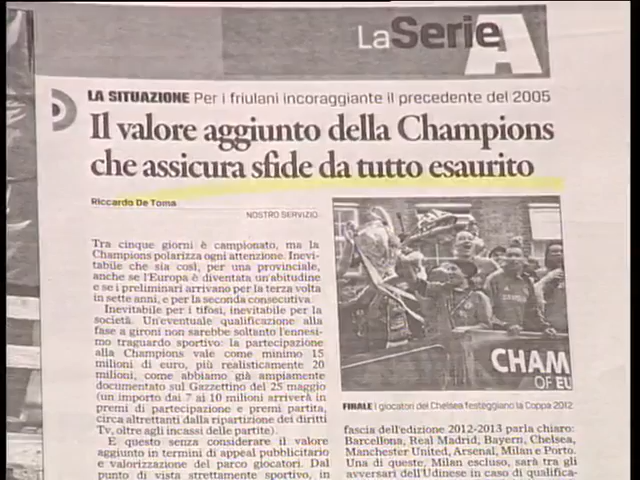 La Serie A
LA SITUAZIONE Per i friulani incoraggiante il precedente del 2005
Il valore aggiunto della Champions
che assicura sfide da tutto esaurito
Riccardo De Toma
NOSTRO SERVIZIO
Tra cinque giorni è campionato, ma la
Champions polarizza ogni attenzione. Inevi-
tabile che sia così, per una provinciale,
anche se l'Europa è diventata un'abitudine
e se i preliminari arrivano per la terza volta
in sette anni, e per la seconda consecutiva.
Inevitabile per i tifosi, inevitabile per la
società. Un'eventuale qualificazione alla
fase a gironi non sarebbe soltanto l'ennesi-
mo traguardo sportivo: la partecipazione
alla Champions vale come minimo 15
milioni di euro, più realisticamente 20
milioni, come abbiamo già ampiamente
documentato sul Gazzettino del 25 maggio
(un importo dai 7 ai 10 milioni arriverà in
premi di partecipazione e premi partita,
circa altrettanti dalla ripartizione dei diritti
Tv, oltre agli incassi delle partite).
E questo senza considerare il valore
aggiunto in termini di appeal pubblicitario
e valorizzazione del parco giocatori. Dal
punto di vista strettamente sportivo, in
CHAM
OF EU
FINALE I giocatori del Chelsea festeggiano la Coppa 2012
fascia dell'edizione 2012-2013 parla chiaro:
Barcellona, Real Madrid, Bayern, Chelsea,
Manchester United, Arsenal, Milan e Porto.
Una di queste, Milan escluso, sarà tra gli
avversari dell'Udinese in caso di qualifica-